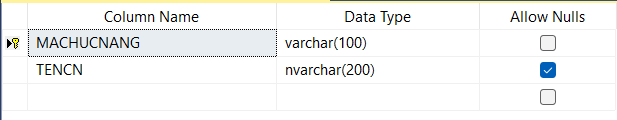 Column Name Data Type Allow Nulls
MACHUCNANG varchar(100)
TENCN nvarchar(200)